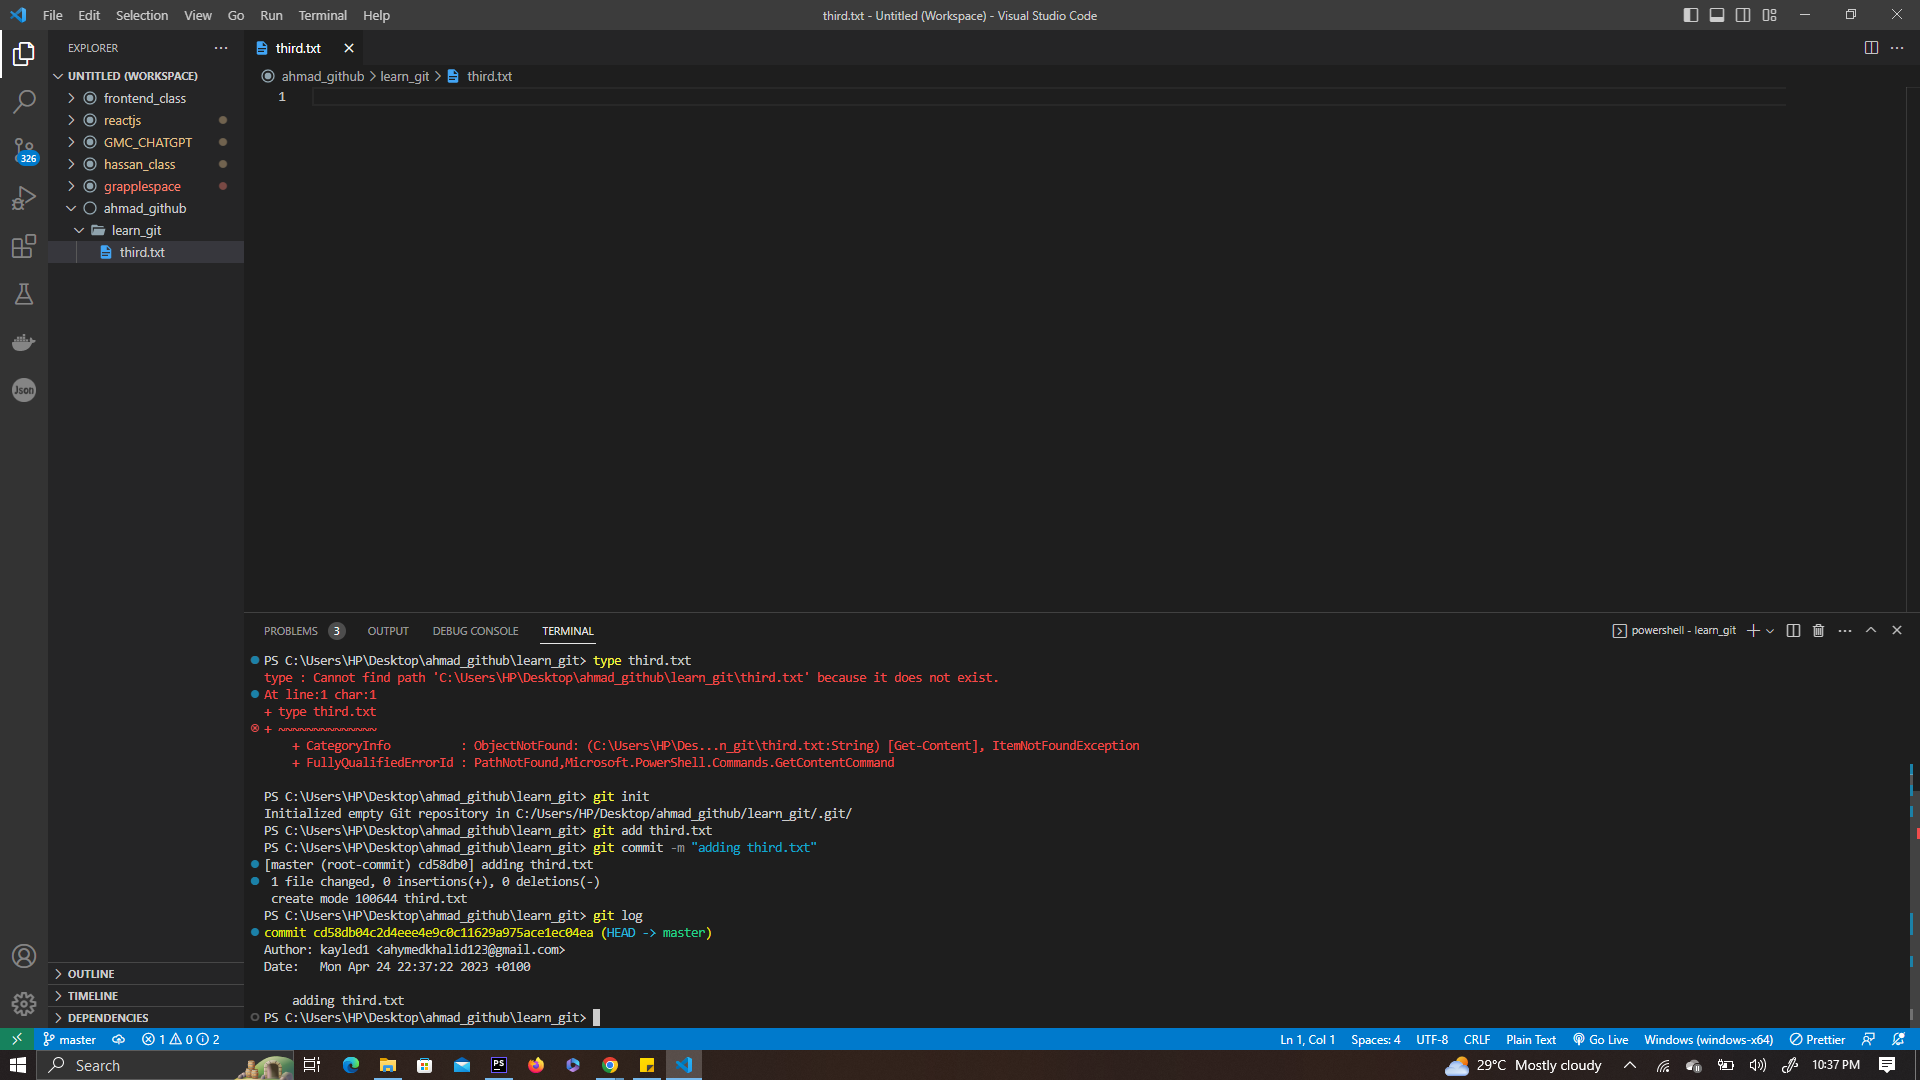 File Edit Selection View Go Run Terminal Help
third.txt - Untitled (Workspace) - Visual Studio Code
EXPLORER
UNTITLED (WORKSPACE)
frontend_class
reactjs
GMC_CHATGPT
hassan_class
grapplespace
ahmad_github
learn_git
third.txt
326
Json
OUTLINE
TIMELINE
DEPENDENCIES
third.txt
ahmad_github > learn_git > third.txt
1
PROBLEMS 3 OUTPUT DEBUG CONSOLE TERMINAL
powershell - learn_git
PS C:\Users\HP\Desktop\ahmad_github\learn_git> type third.txt
type : Cannot find path 'C:\Users\HP\Desktop\ahmad_github\learn_git\third.txt' because it does not exist.
At line:1 char:1
+ type third.txt
+ ~~~~~~~~~~~~~~
+ CategoryInfo          : ObjectNotFound: (C:\Users\HP\Des...n_git\third.txt:String) [Get-Content], ItemNotFoundException
+ FullyQualifiedErrorId : PathNotFound,Microsoft.PowerShell.Commands.GetContentCommand
PS C:\Users\HP\Desktop\ahmad_github\learn_git> git init
Initialized empty Git repository in C:/Users/HP/Desktop/ahmad_github/learn_git/.git/
PS C:\Users\HP\Desktop\ahmad_github\learn_git> git add third.txt
PS C:\Users\HP\Desktop\ahmad_github\learn_git> git commit -m "adding third.txt"
[master (root-commit) cd58db0] adding third.txt
1 file changed, 0 insertions(+), 0 deletions(-)
create mode 100644 third.txt
PS C:\Users\HP\Desktop\ahmad_github\learn_git> git log
commit cd58db04c2d4eee4e9c0c11629a975ace1ec04ea (HEAD -> master)
Author: kayled1 <ahymedkhalid123@gmail.com>
Date:   Mon Apr 24 22:37:22 2023 +0100
adding third.txt
PS C:\Users\HP\Desktop\ahmad_github\learn_git>
master 1 0 2
Ln 1, Col 1 Spaces: 4 UTF-8 CRLF Plain Text Go Live Windows (windows-x64) Prettier
Search
PS
29°C Mostly cloudy 10:37 PM